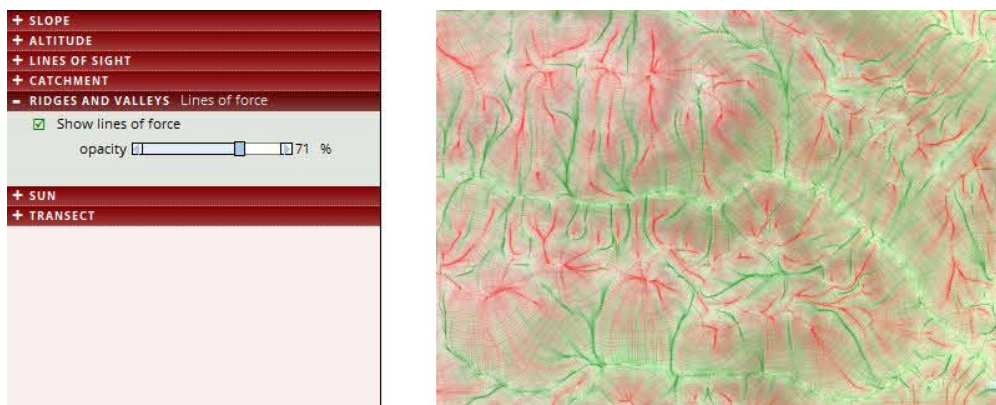 + SLOPE
+ ALTITUDE
+ LINES OF SIGHT
+ CATCHMENT
- RIDGES AND VALLEYS Lines of force
Show lines of force
opacity 71 %
+ SUN
+ TRANSECT